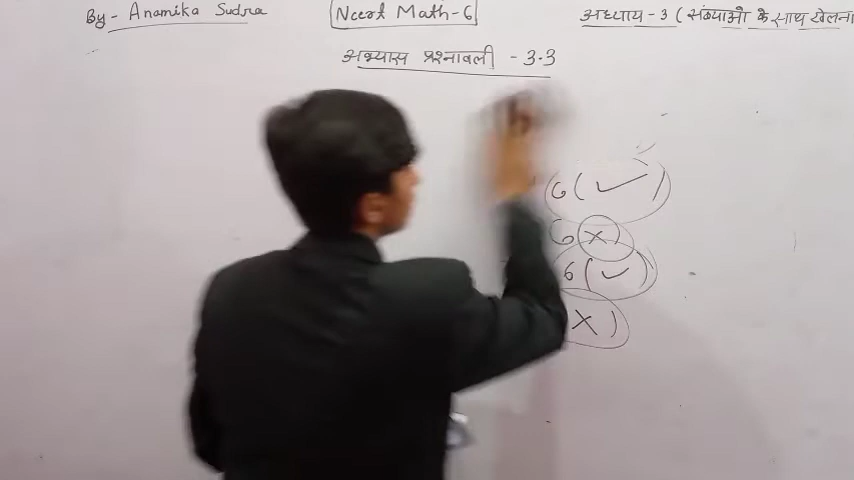 By - Anamika Sudra
Ncert Math-6
अध्याय - 3 ( संख्याओ के साथ खेलना
अभ्यास प्रश्नावली - 3.3
6 ( ✓ )
6 ( X )
6 ( ✓ )
X )